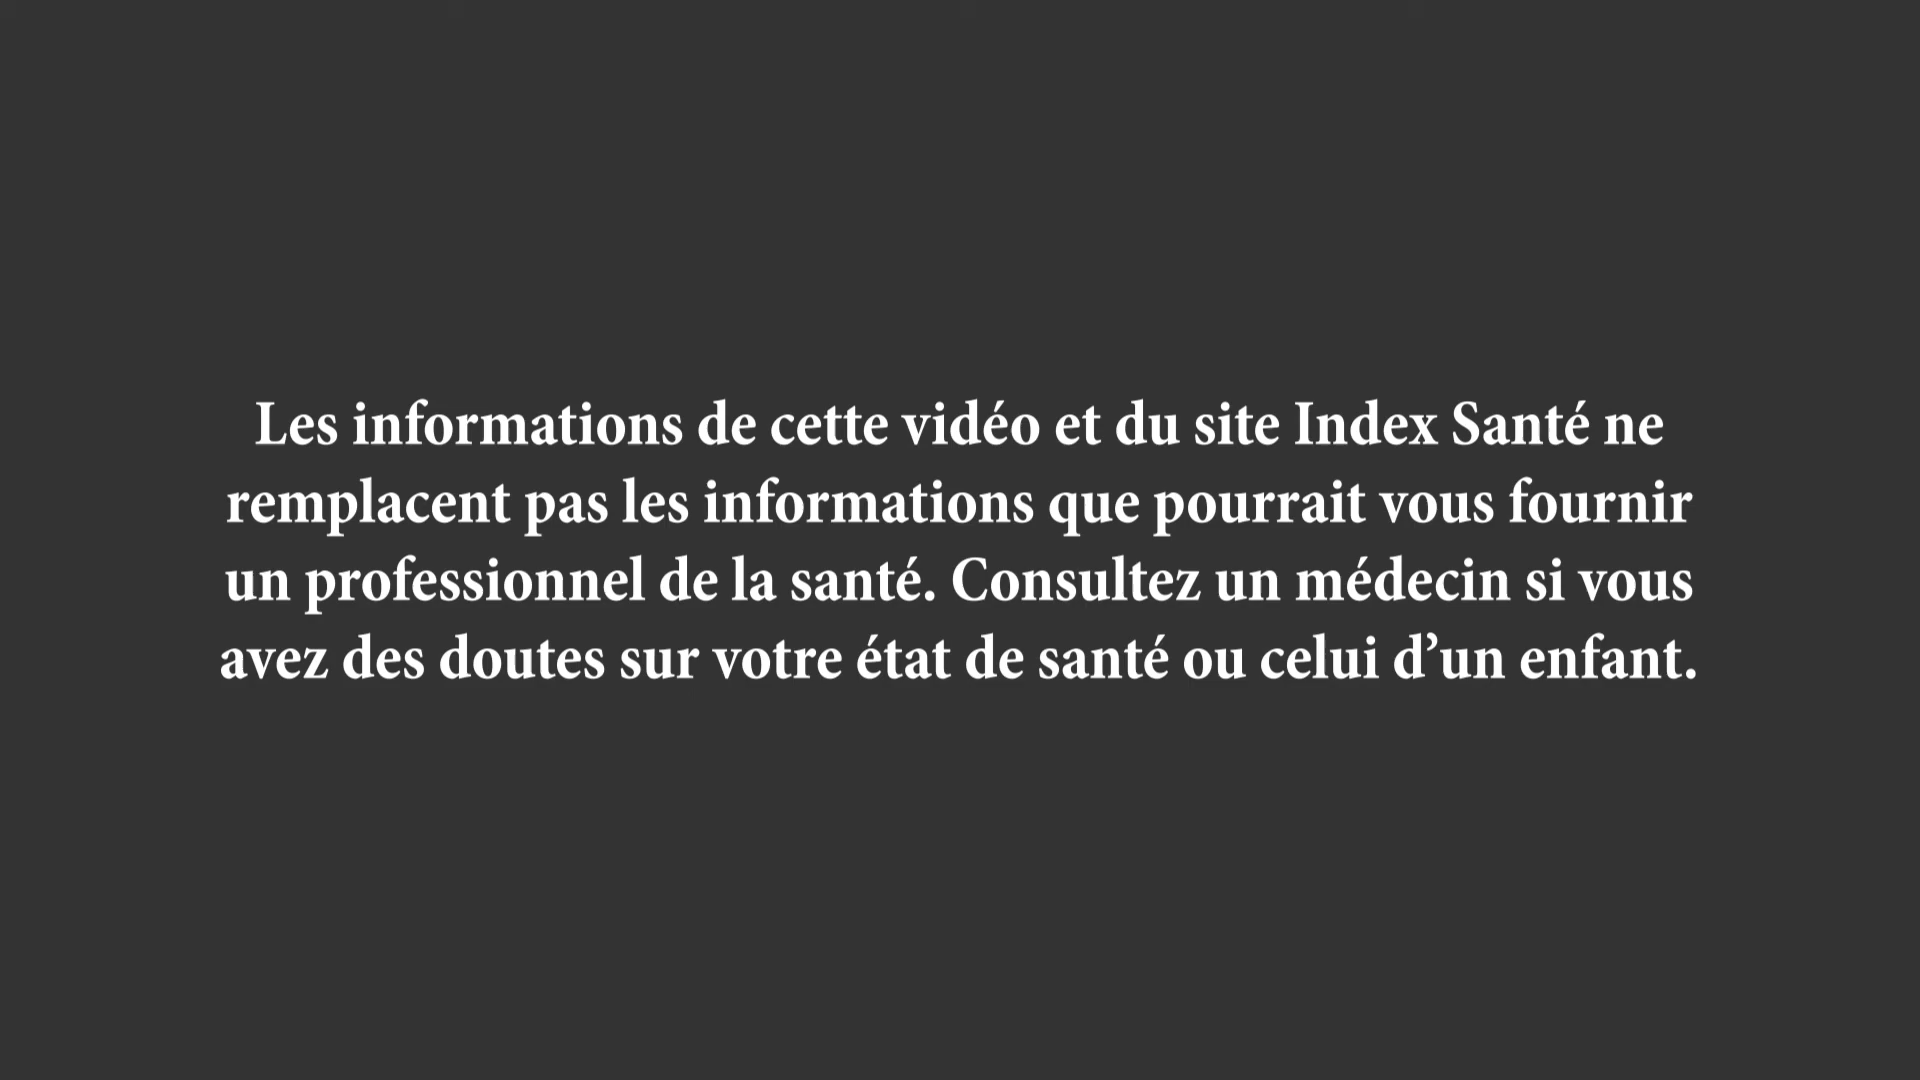 Les informations de cette vidéo et du site Index Santé ne
remplacent pas les informations que pourrait vous fournir
un professionnel de la santé. Consultez un médecin si vous
avez des doutes sur votre état de santé ou celui d’un enfant.